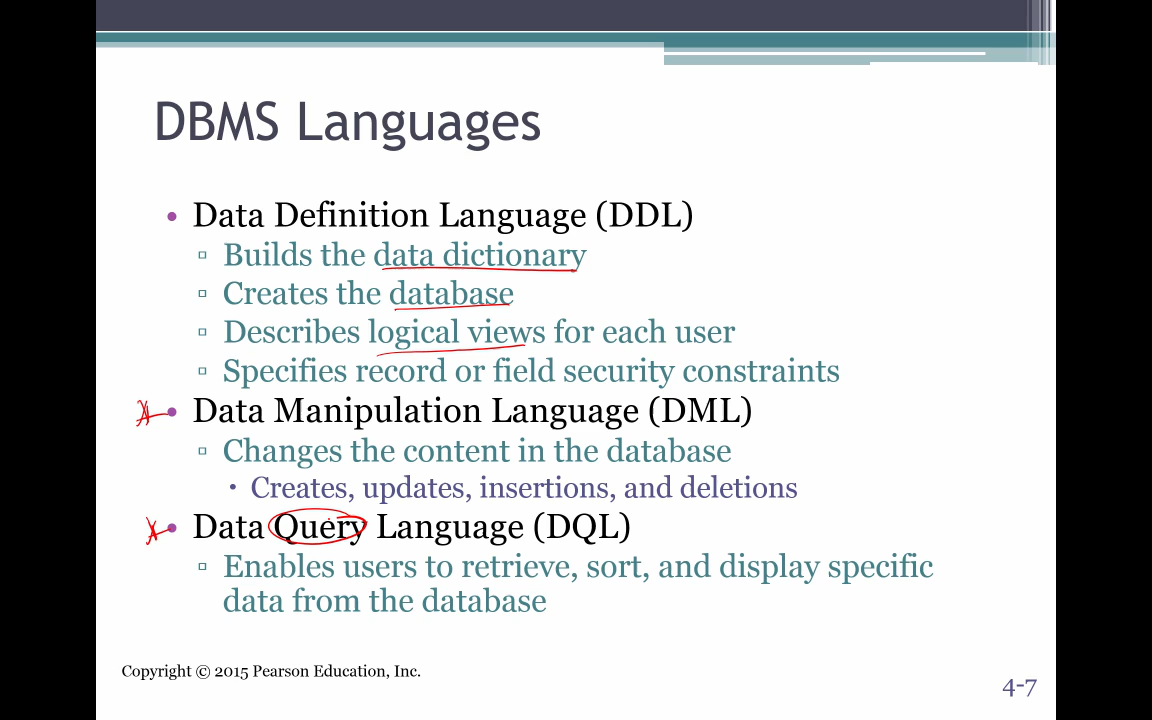 DBMS Languages
• Data Definition Language (DDL)
▫ Builds the data dictionary
▫ Creates the database
▫ Describes logical views for each user
▫ Specifies record or field security constraints
• Data Manipulation Language (DML)
▫ Changes the content in the database
• Creates, updates, insertions, and deletions
• Data Query Language (DQL)
▫ Enables users to retrieve, sort, and display specific
data from the database
Copyright © 2015 Pearson Education, Inc.
4-7